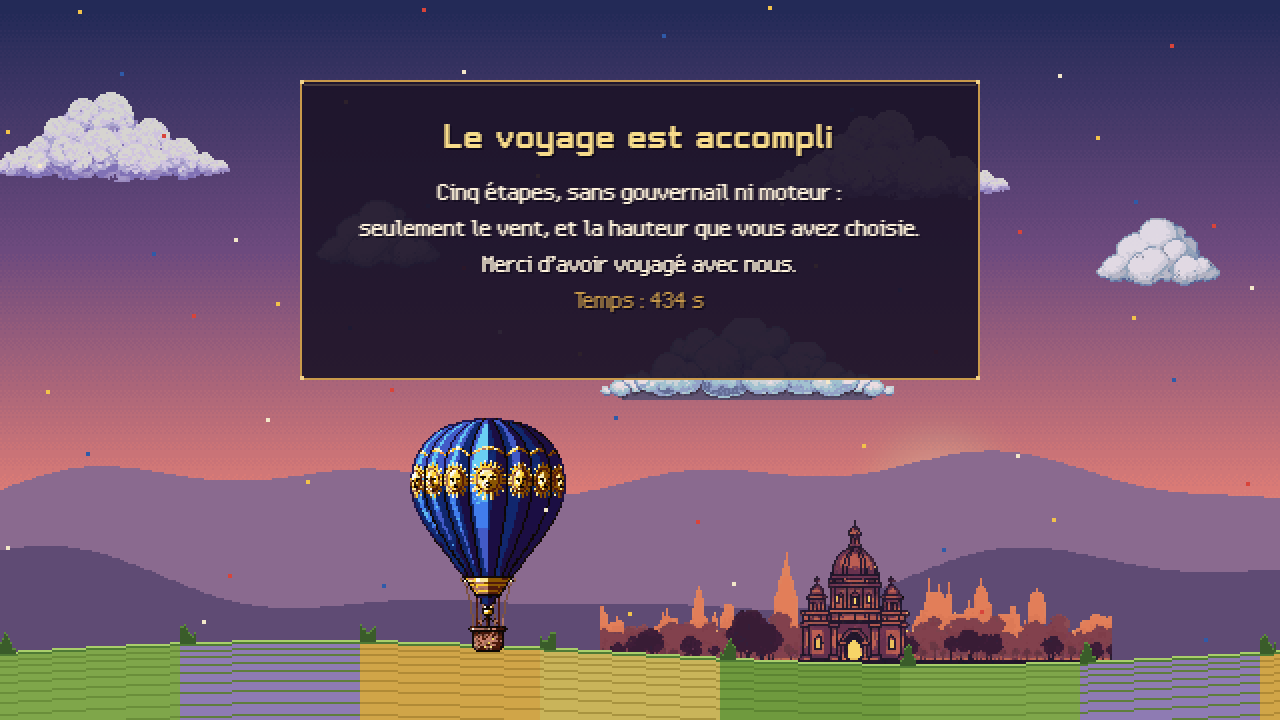 Le voyage est accompli
Cinq étapes, sans gouvernail ni moteur :
seulement le vent, et la hauteur que vous avez choisie.
Merci d'avoir voyagé avec nous.
Temps : 434 s